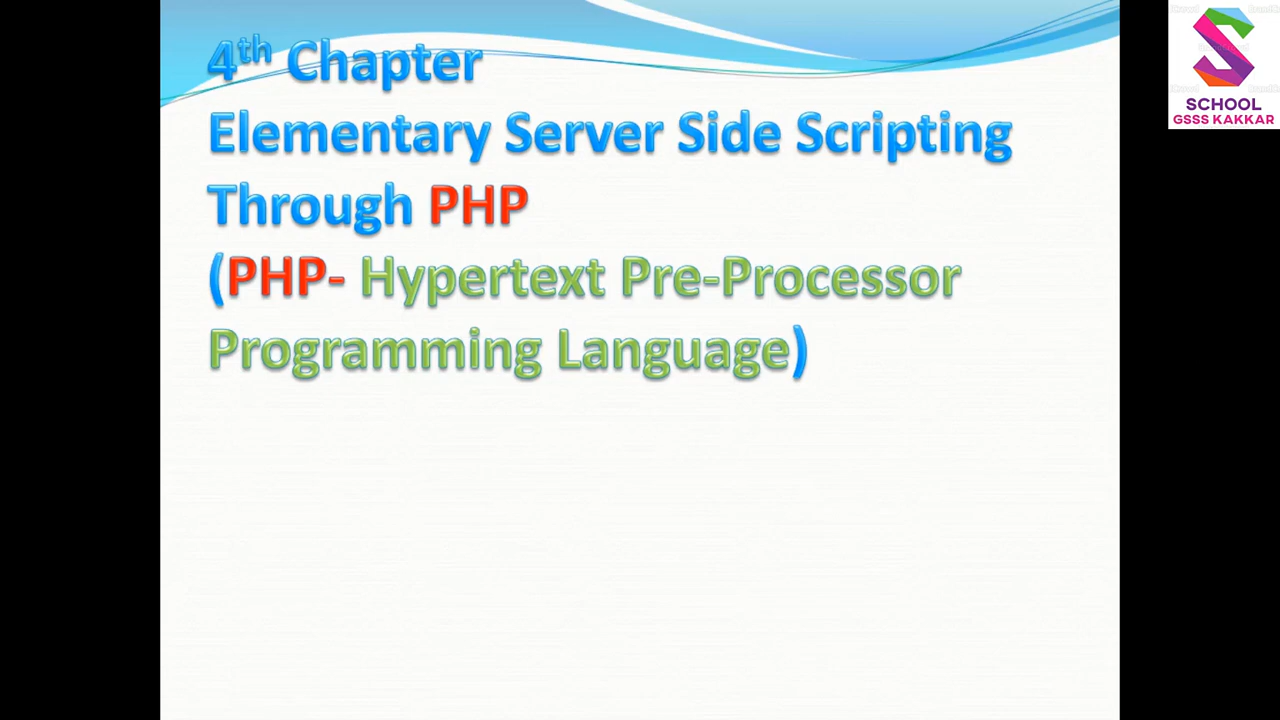 4th Chapter
Elementary Server Side Scripting
Through PHP
(PHP- Hypertext Pre-Processor
Programming Language)
SCHOOL
GSSS KAKKAR